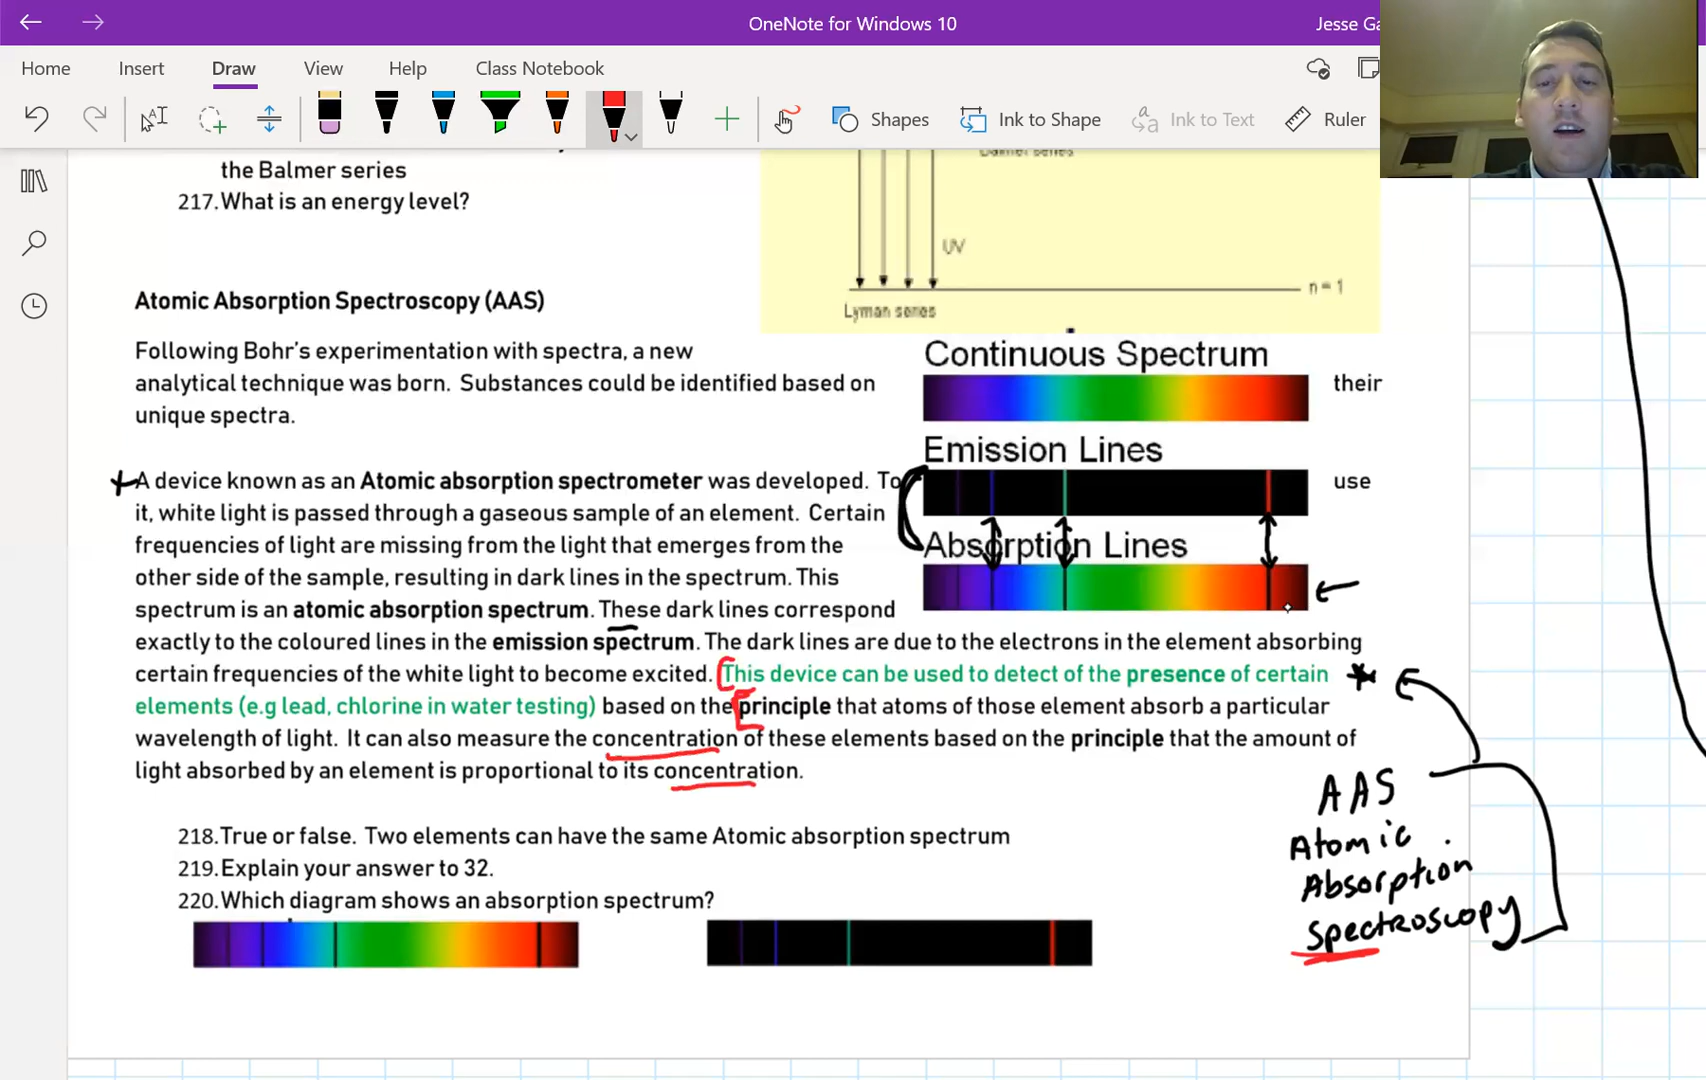 OneNote for Windows 10
Jesse Ga
Home
Insert
Draw
View
Help
Class Notebook
Shapes
Ink to Shape
Ink to Text
Ruler
the Balmer series
217.What is an energy level?
Balmer series
UV
n = 1
Lyman series
Atomic Absorption Spectroscopy (AAS)
Following Bohr's experimentation with spectra, a new
analytical technique was born. Substances could be identified based on their
unique spectra.
Continuous Spectrum
Emission Lines
Absorption Lines
A device known as an Atomic absorption spectrometer was developed. To use
it, white light is passed through a gaseous sample of an element. Certain
frequencies of light are missing from the light that emerges from the
other side of the sample, resulting in dark lines in the spectrum. This
spectrum is an atomic absorption spectrum. These dark lines correspond
exactly to the coloured lines in the emission spectrum. The dark lines are due to the electrons in the element absorbing
certain frequencies of the white light to become excited. This device can be used to detect of the presence of certain
elements (e.g lead, chlorine in water testing) based on the principle that atoms of those element absorb a particular
wavelength of light. It can also measure the concentration of these elements based on the principle that the amount of
light absorbed by an element is proportional to its concentration.
AAS
Atomic
Absorption
Spectroscopy
218.True or false. Two elements can have the same Atomic absorption spectrum
219.Explain your answer to 32.
220.Which diagram shows an absorption spectrum?